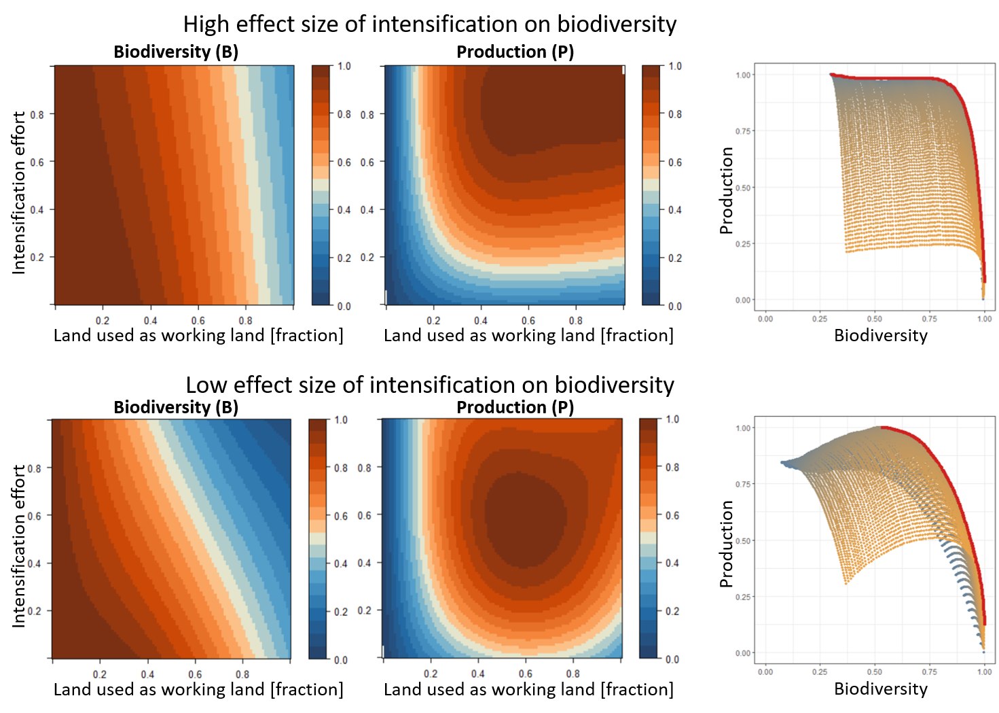 High effect size of intensification on biodiversity
Biodiversity (B)
Production (P)
Intensification effort
0.8
0.6
0.4
0.2
0.2 0.4 0.6 0.8
Land used as working land [fraction]
1.0
0.8
0.6
0.4
0.2
0.0
0.8
0.6
0.4
0.2
0.2 0.4 0.6 0.8
Land used as working land [fraction]
1.0
0.8
0.6
0.4
0.2
0.0
Production
1.00
0.75
0.50
0.25
0.00
0.00 0.25 0.50 0.75 1.00
Biodiversity
Low effect size of intensification on biodiversity
Biodiversity (B)
Production (P)
Intensification effort
0.8
0.6
0.4
0.2
0.2 0.4 0.6 0.8
Land used as working land [fraction]
1.0
0.8
0.6
0.4
0.2
0.0
0.8
0.6
0.4
0.2
0.2 0.4 0.6 0.8
Land used as working land [fraction]
1.0
0.8
0.6
0.4
0.2
0.0
Production
1.00
0.75
0.50
0.25
0.00
0.00 0.25 0.50 0.75 1.00
Biodiversity